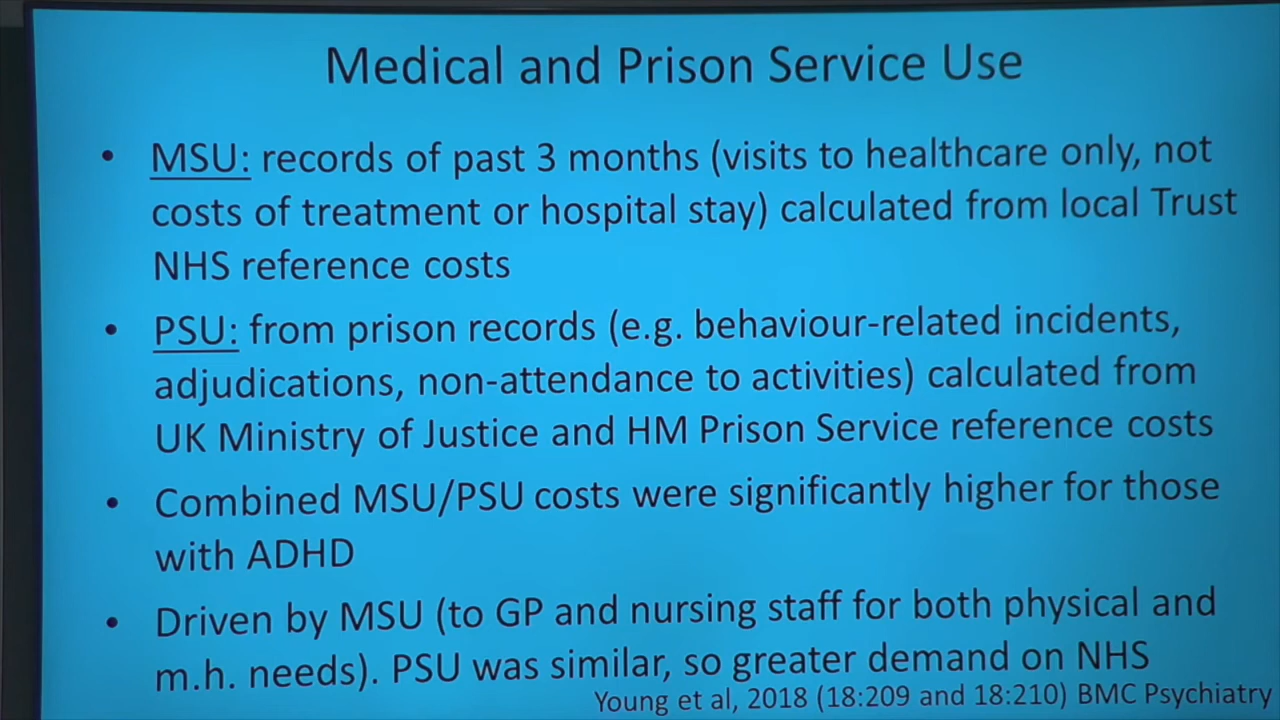 Medical and Prison Service Use
• MSU: records of past 3 months (visits to healthcare only, not
costs of treatment or hospital stay) calculated from local Trust
NHS reference costs
• PSU: from prison records (e.g. behaviour-related incidents,
adjudications, non-attendance to activities) calculated from
UK Ministry of Justice and HM Prison Service reference costs
• Combined MSU/PSU costs were significantly higher for those
with ADHD
• Driven by MSU (to GP and nursing staff for both physical and
m.h. needs). PSU was similar, so greater demand on NHS
Young et al, 2018 (18:209 and 18:210) BMC Psychiatry